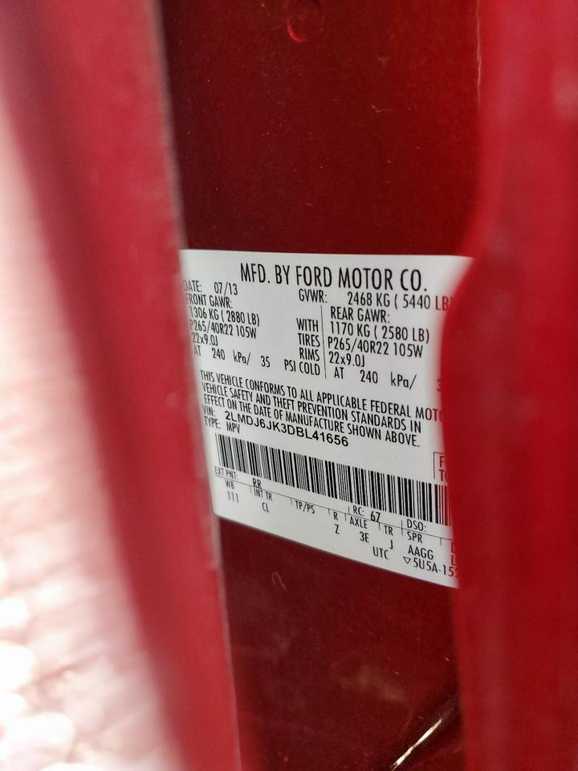 MFD. BY FORD MOTOR CO.
DATE: 07/13 GVWR: 2468 KG ( 5440 LB
FRONT GAWR: REAR GAWR:
1306 KG ( 2880 LB) WITH 1170 KG ( 2580 LB)
P265/40R22 105W TIRES P265/40R22 105W
22x9.0J RIMS 22x9.0J
AT 240 kPa/ 35 PSI COLD AT 240 kPa/ 3
THIS VEHICLE CONFORMS TO ALL APPLICABLE FEDERAL MOTO
VEHICLE SAFETY AND THEFT PREVENTION STANDARDS IN
EFFECT ON THE DATE OF MANUFACTURE SHOWN ABOVE.
VIN: 2LMDJ6JK3DBL41656
TYPE: MPV
EXT PNT: RR RC: 67 DSO:
WB INT TR TP/PS R AXLE TR SPR
111 CL Z 3E J AAGG
UTC ▽5U5A-15